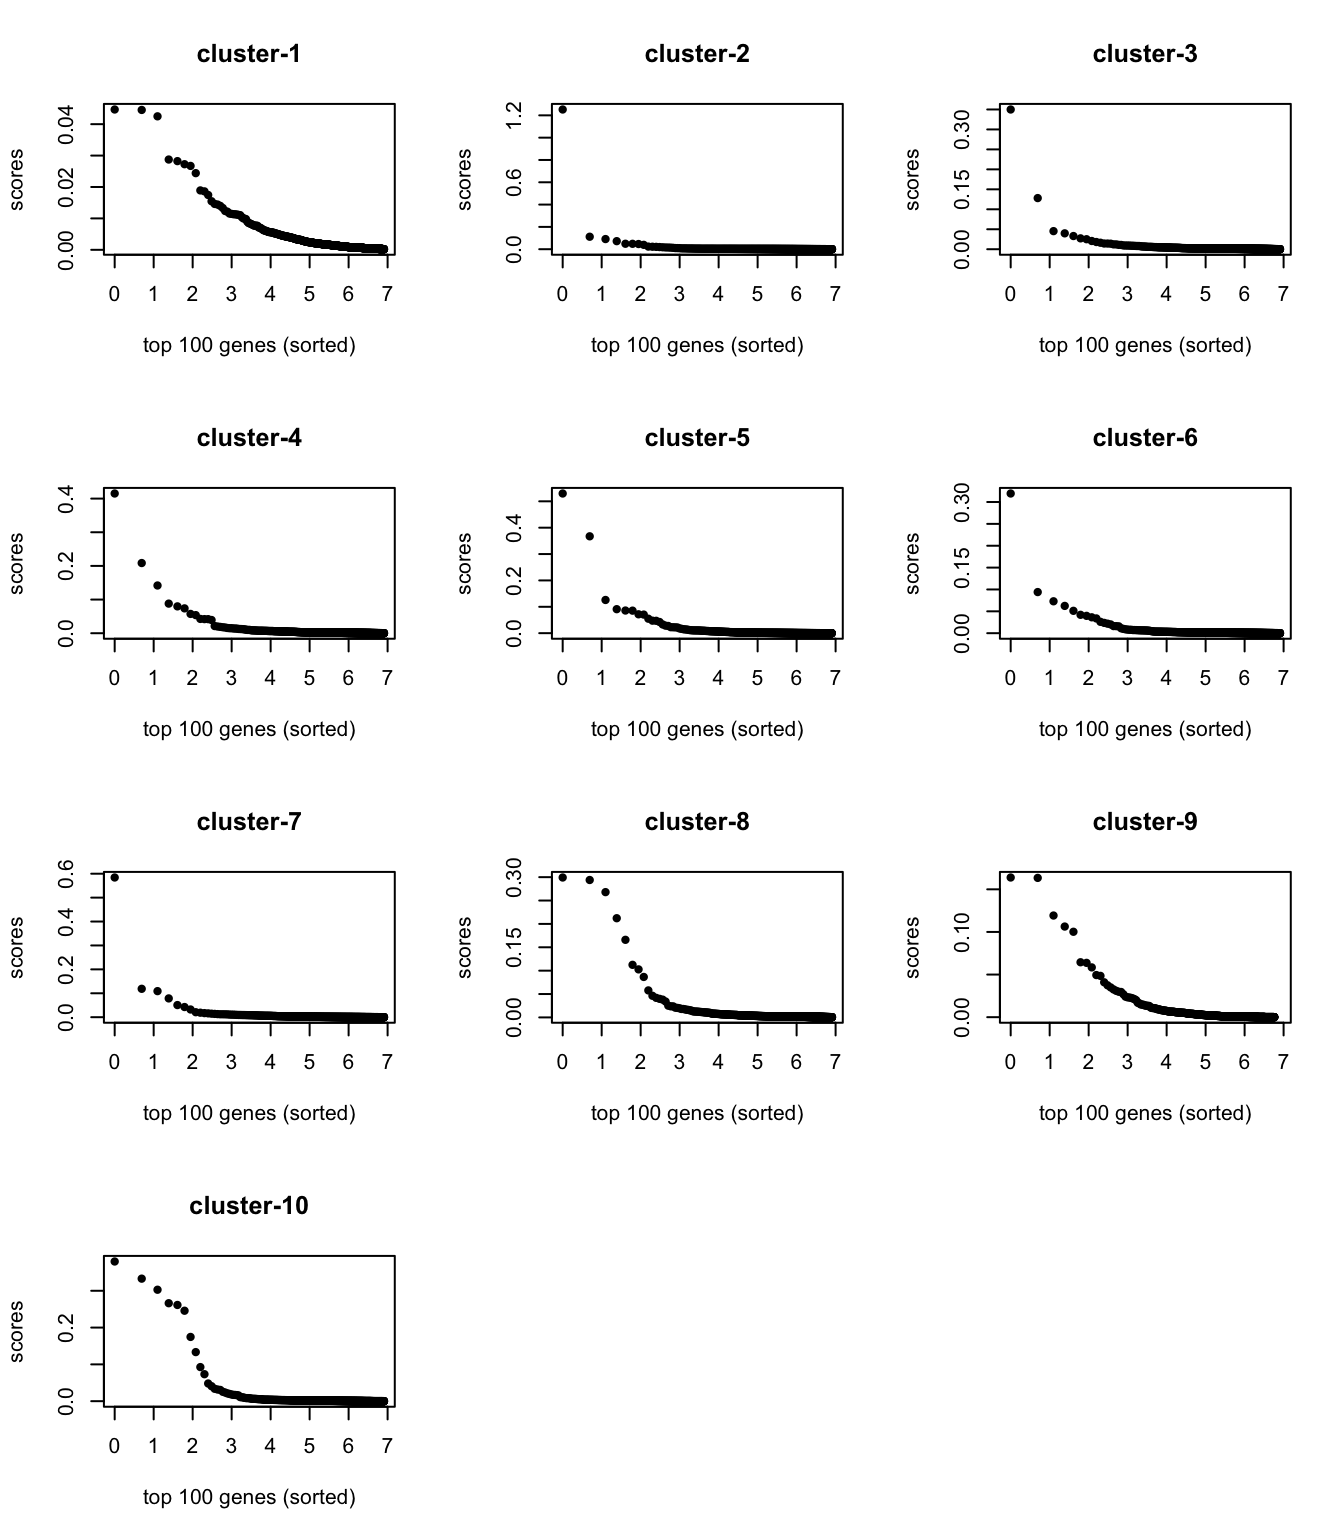 cluster-1
scores
0.00 0.02 0.04
0 1 2 3 4 5 6 7
top 100 genes (sorted)
cluster-2
scores
0.0 0.6 1.2
0 1 2 3 4 5 6 7
top 100 genes (sorted)
cluster-3
scores
0.00 0.15 0.30
0 1 2 3 4 5 6 7
top 100 genes (sorted)
cluster-4
scores
0.0 0.2 0.4
0 1 2 3 4 5 6 7
top 100 genes (sorted)
cluster-5
scores
0.0 0.2 0.4
0 1 2 3 4 5 6 7
top 100 genes (sorted)
cluster-6
scores
0.00 0.15 0.30
0 1 2 3 4 5 6 7
top 100 genes (sorted)
cluster-7
scores
0.0 0.2 0.4 0.6
0 1 2 3 4 5 6 7
top 100 genes (sorted)
cluster-8
scores
0.00 0.15 0.30
0 1 2 3 4 5 6 7
top 100 genes (sorted)
cluster-9
scores
0.00 0.10
0 1 2 3 4 5 6 7
top 100 genes (sorted)
cluster-10
scores
0.0 0.2
0 1 2 3 4 5 6 7
top 100 genes (sorted)